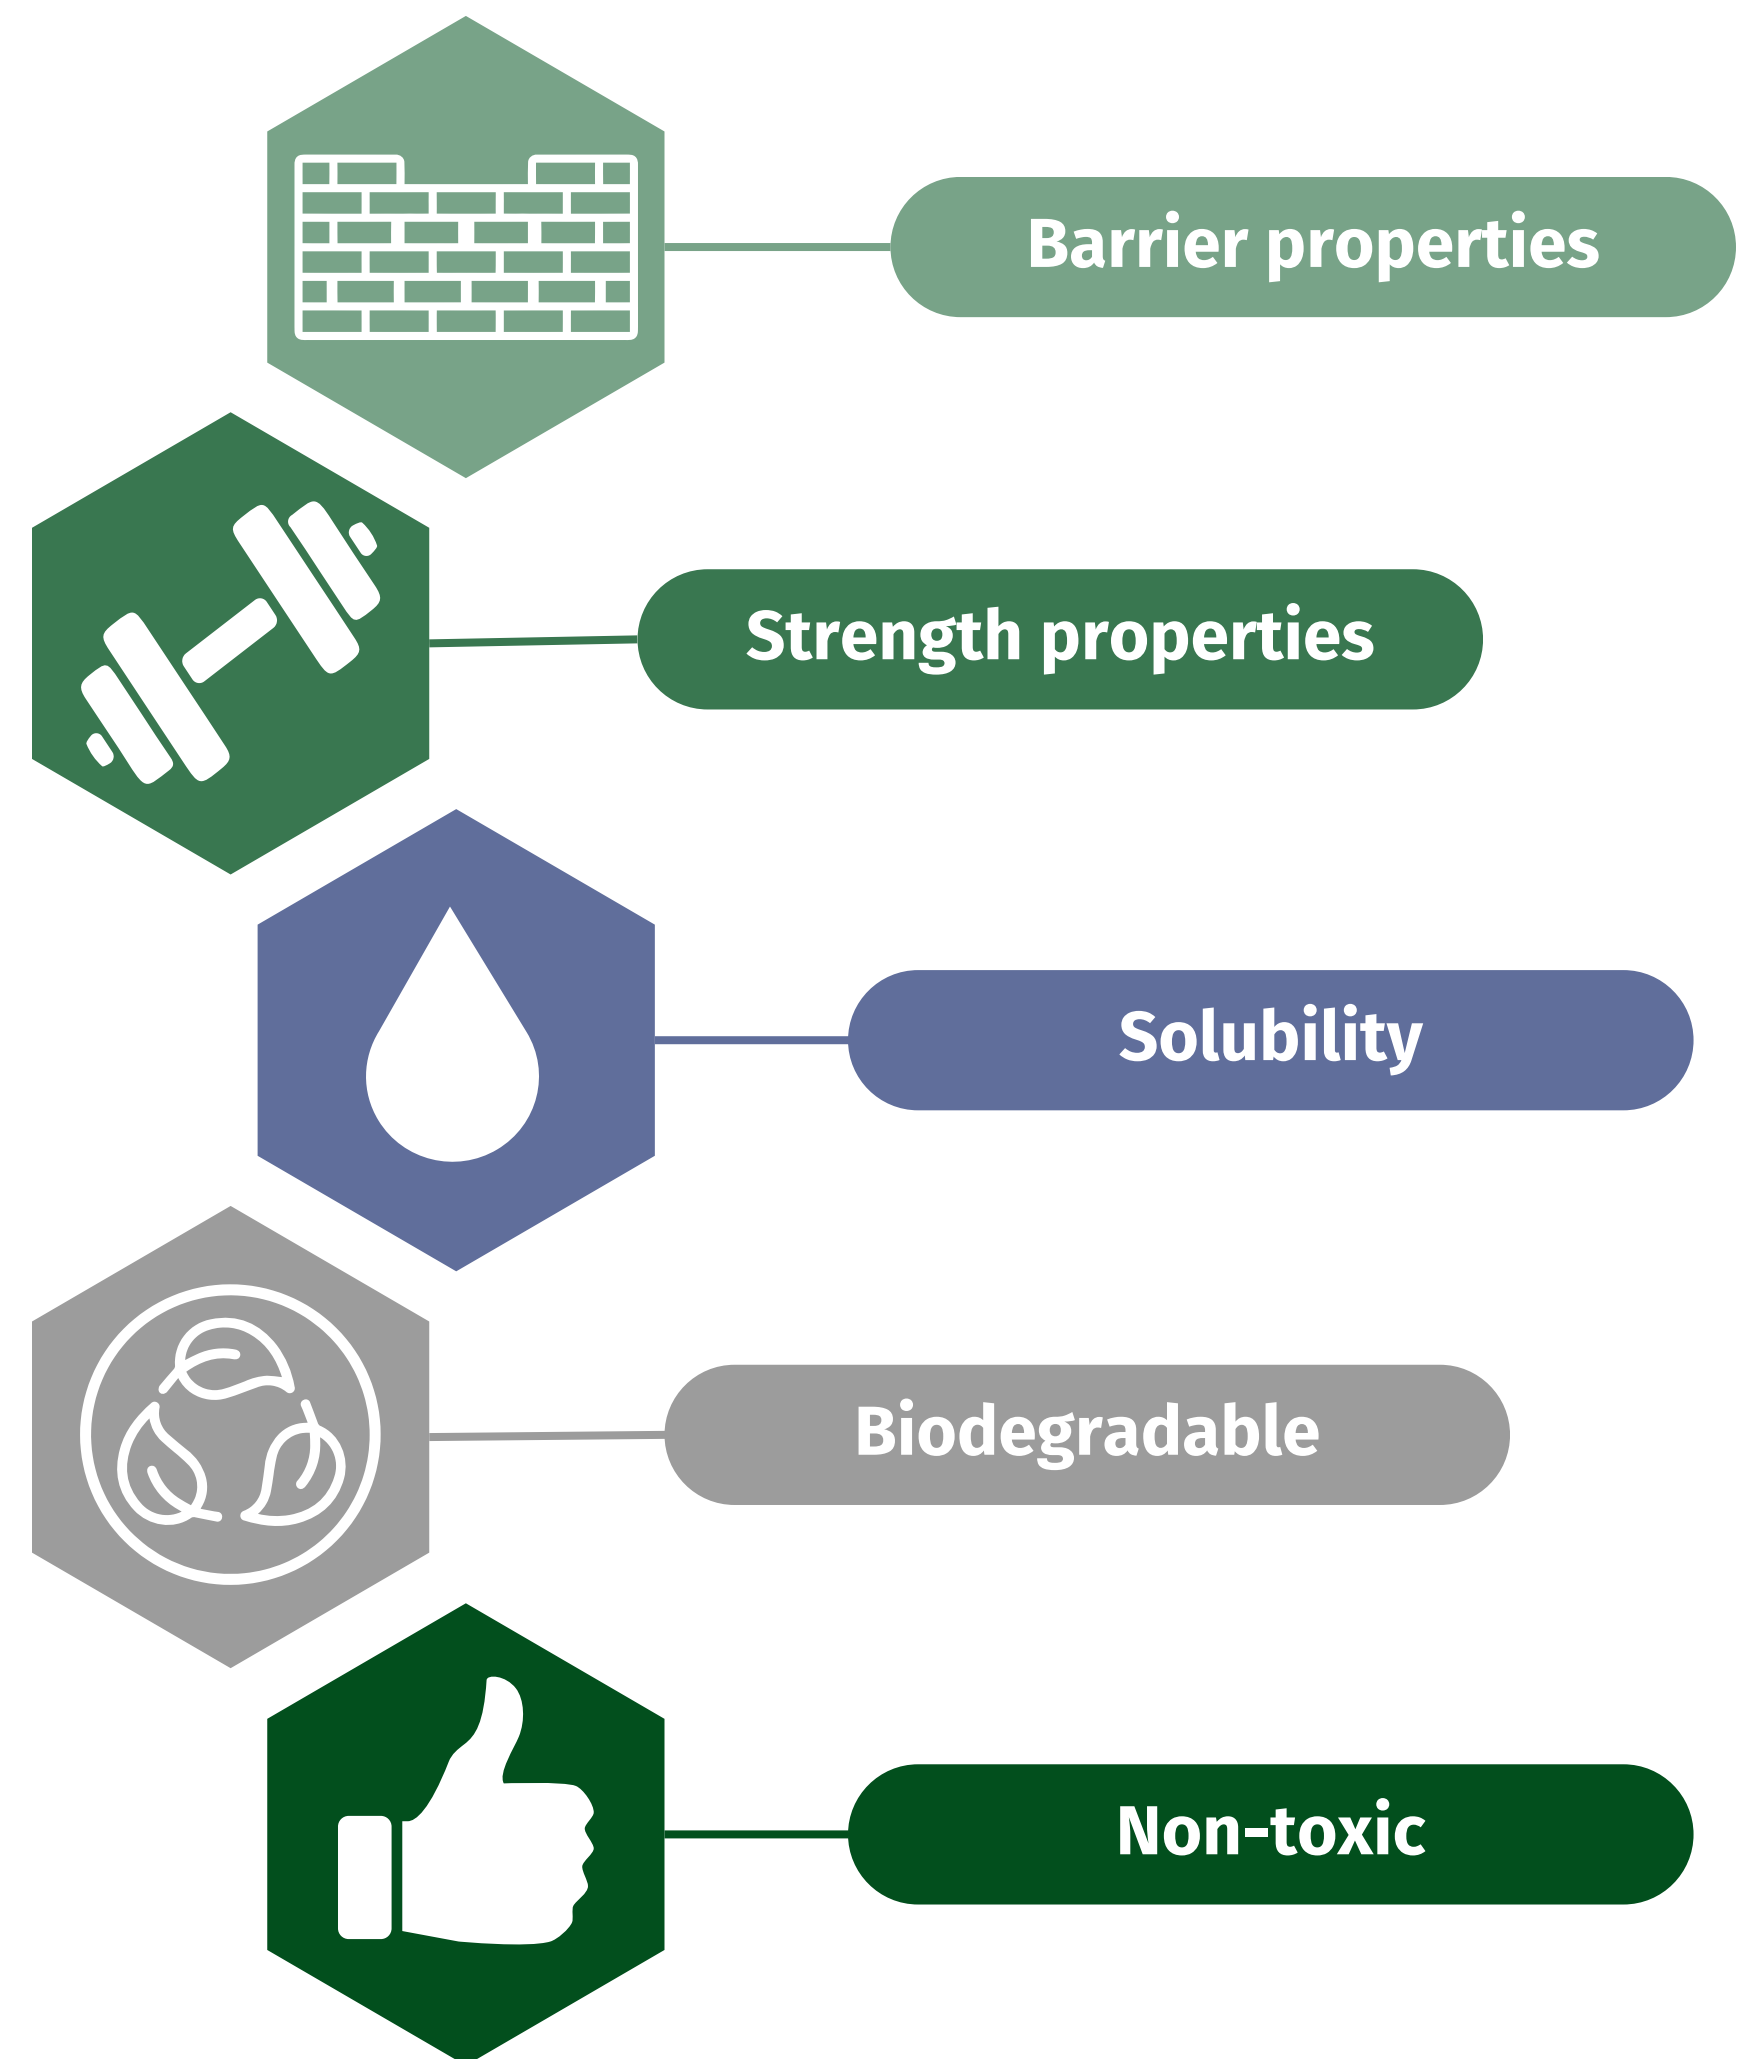 Barrier properties
Strength properties
Solubility
Biodegradable
Non-toxic